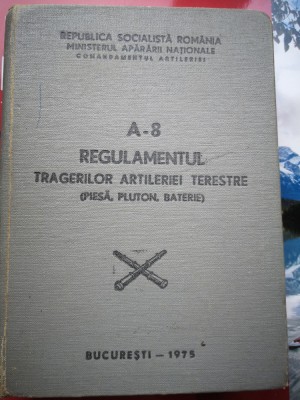 REPUBLICA SOCIALISTĂ ROMÂNIA
MINISTERUL APĂRĂRII NAȚIONALE
COMANDAMENTUL ARTILERIEI
A-8
REGULAMENTUL
TRAGERILOR ARTILERIEI TERESTRE
(PIESĂ, PLUTON, BATERIE)
BUCUREȘTI — 1975